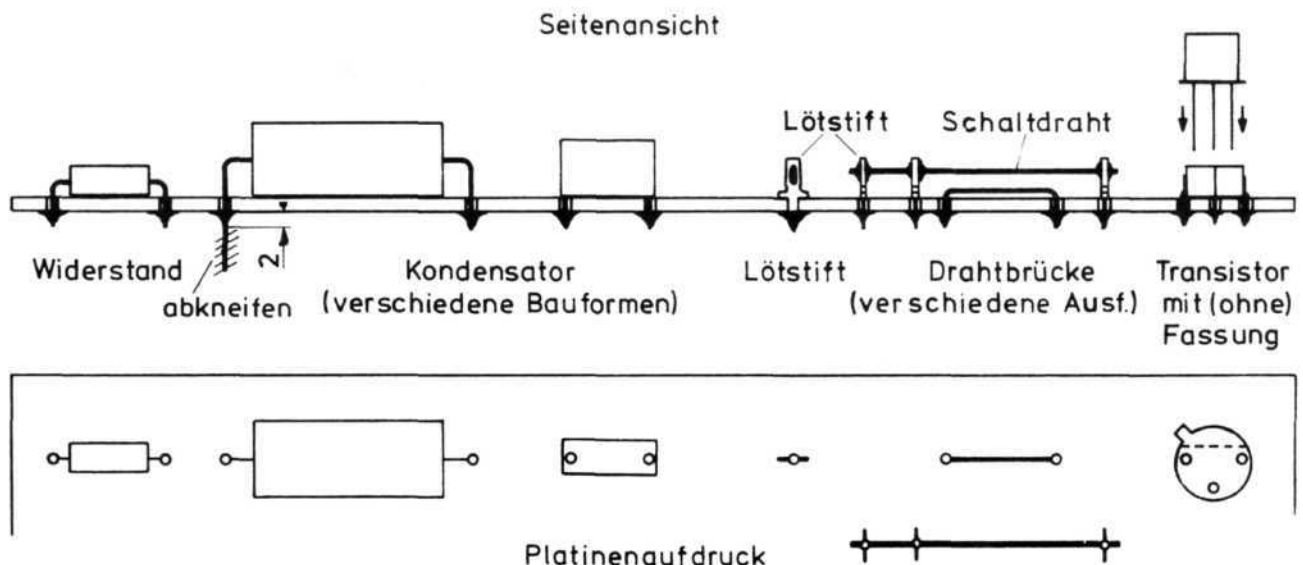 Seitenansicht
Lötstift
Schaltdraht
Widerstand
abkneifen
2
Kondensator
(verschiedene Bauformen)
Lötstift
Drahtbrücke
(verschiedene Ausf.)
Transistor
mit (ohne)
Fassung
Platinenaufdruck